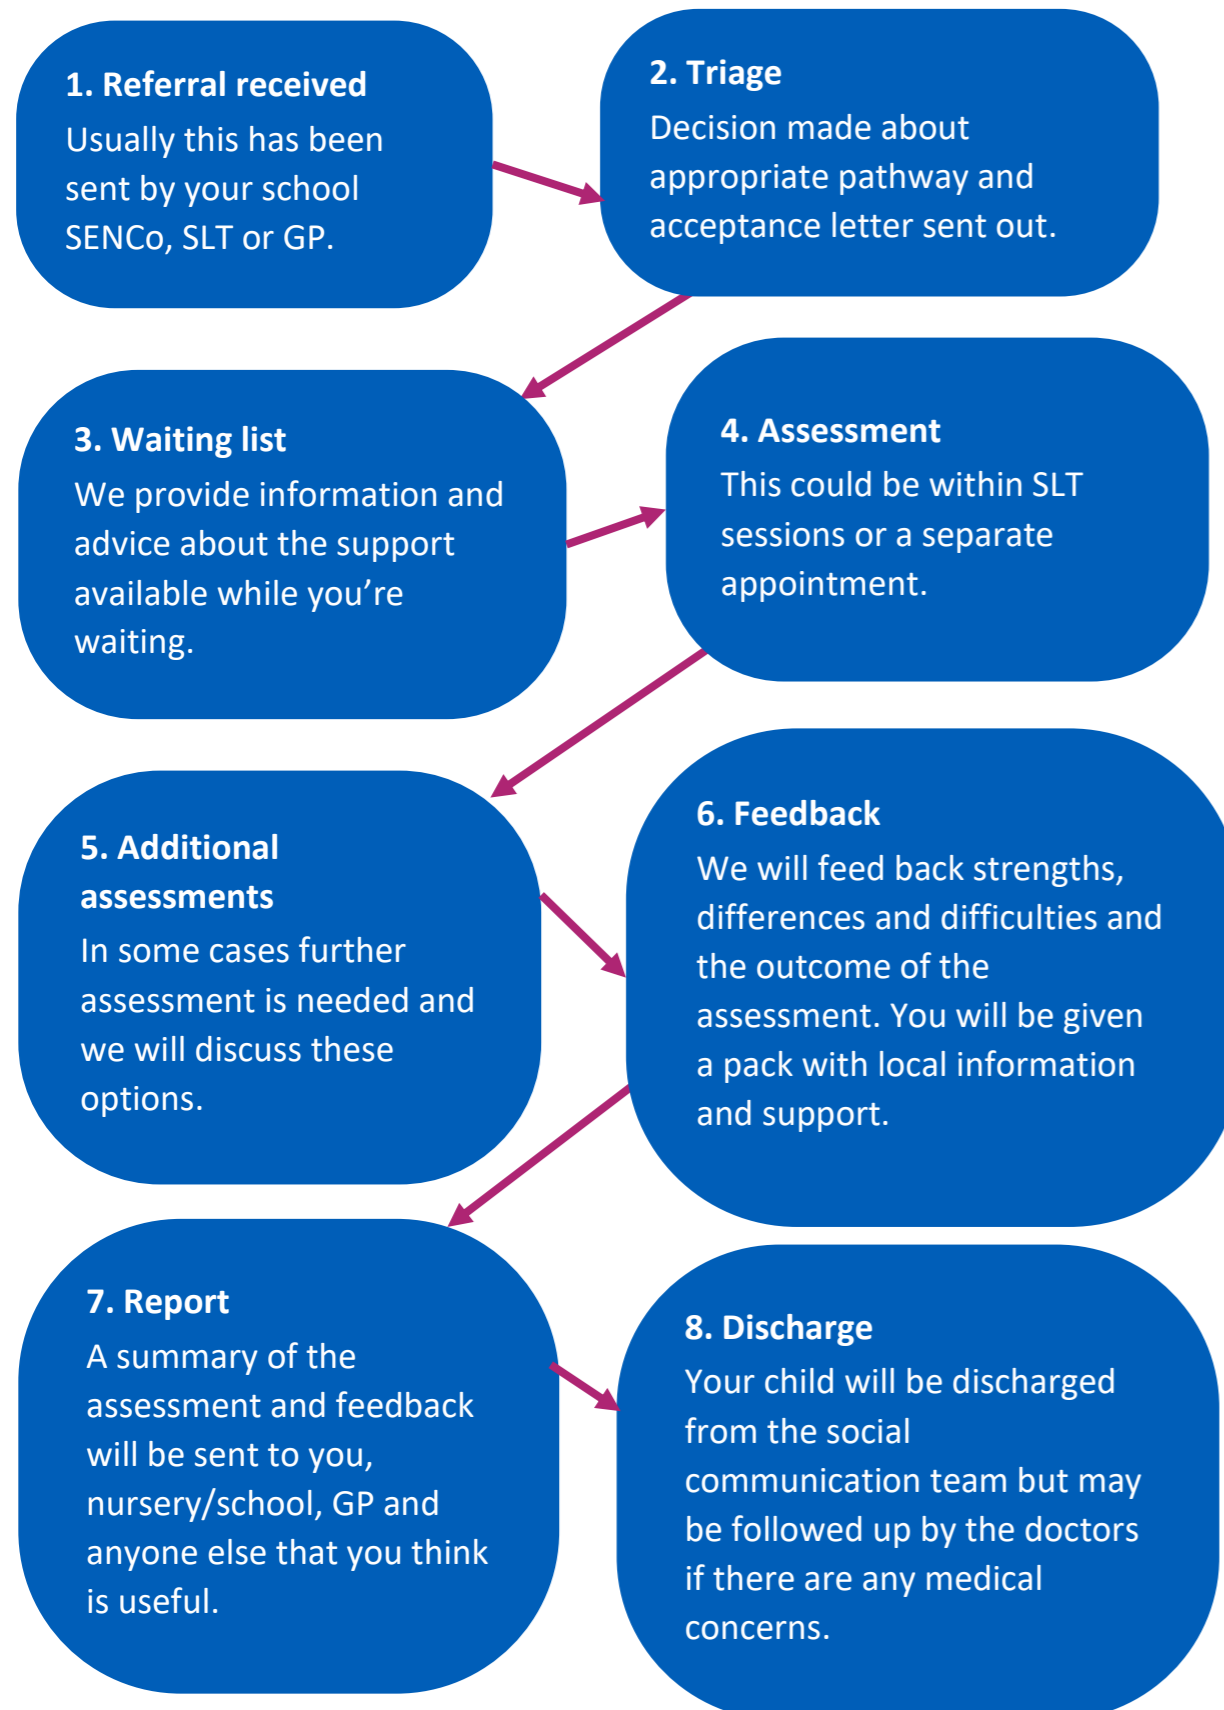 1. Referral received
Usually this has been
sent by your school
SENCo, SLT or GP.
2. Triage
Decision made about
appropriate pathway and
acceptance letter sent out.
3. Waiting list
We provide information and
advice about the support
available while you’re
waiting.
4. Assessment
This could be within SLT
sessions or a separate
appointment.
5. Additional
assessments
In some cases further
assessment is needed and
we will discuss these
options.
6. Feedback
We will feed back strengths,
differences and difficulties and
the outcome of the
assessment. You will be given
a pack with local information
and support.
7. Report
A summary of the
assessment and feedback
will be sent to you,
nursery/school, GP and
anyone else that you think
is useful.
8. Discharge
Your child will be discharged
from the social
communication team but may
be followed up by the doctors
if there are any medical
concerns.